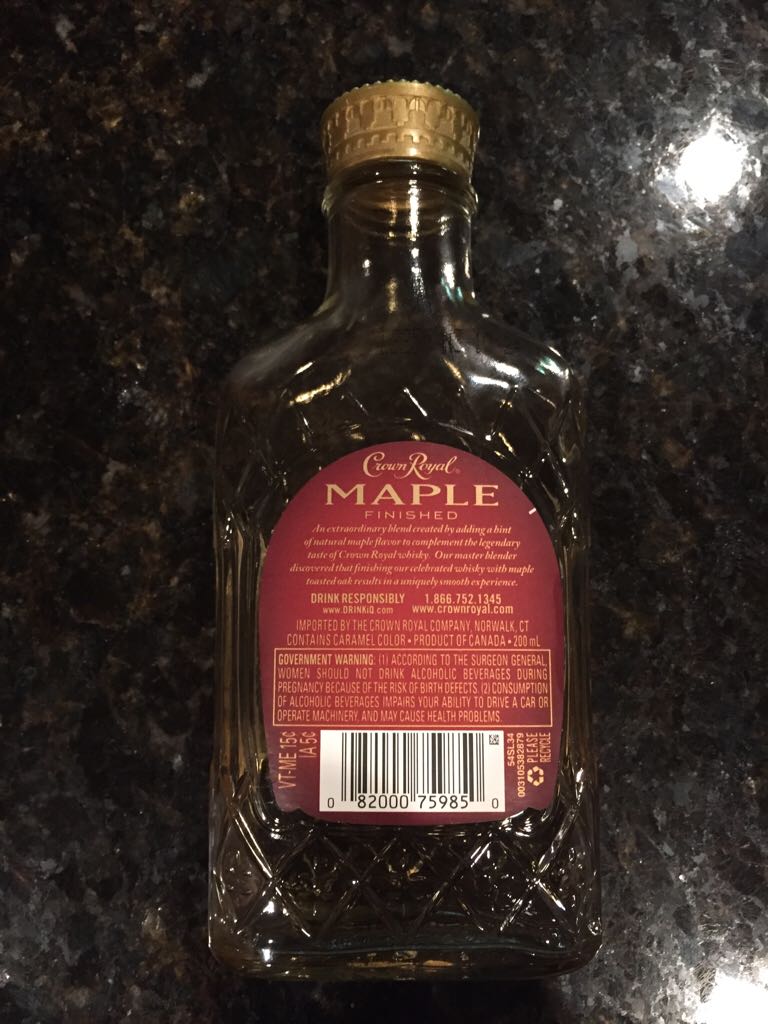 Crown Royal
MAPLE
FINISHED
An extraordinary blend created by adding a hint
of natural maple flavor to complement the legendary
taste of Crown Royal whisky. Our master blender
discovered that finishing our celebrated whisky with maple
toasted oak results in a uniquely smooth experience.
DRINK RESPONSIBLY 1.866.752.1345
www.DRINKiQ.com www.crownroyal.com
IMPORTED BY THE CROWN ROYAL COMPANY, NORWALK, CT
CONTAINS CARAMEL COLOR • PRODUCT OF CANADA • 200 mL
GOVERNMENT WARNING: (1) ACCORDING TO THE SURGEON GENERAL,
WOMEN SHOULD NOT DRINK ALCOHOLIC BEVERAGES DURING
PREGNANCY BECAUSE OF THE RISK OF BIRTH DEFECTS. (2) CONSUMPTION
OF ALCOHOLIC BEVERAGES IMPAIRS YOUR ABILITY TO DRIVE A CAR OR
OPERATE MACHINERY, AND MAY CAUSE HEALTH PROBLEMS.
VT-ME 15¢
IA 5¢
0 82000 75985 0
54SL34
003105382879
PLEASE
RECYCLE